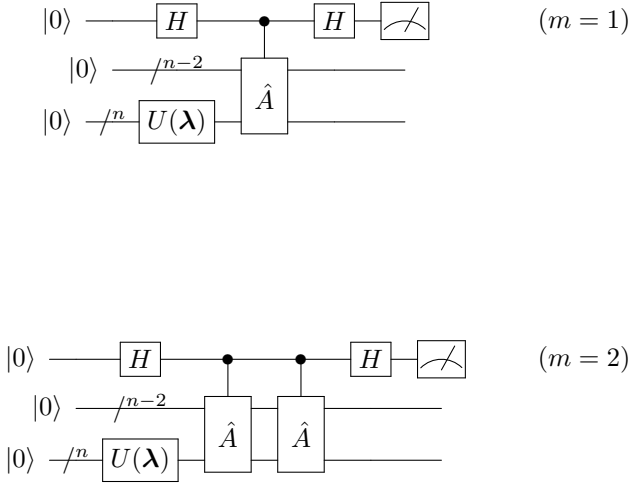 |0⟩ H H (m = 1)
|0⟩ n−2
Â
|0⟩ n U(λ)
|0⟩ H H (m = 2)
|0⟩ n−2
Â Â
|0⟩ n U(λ)